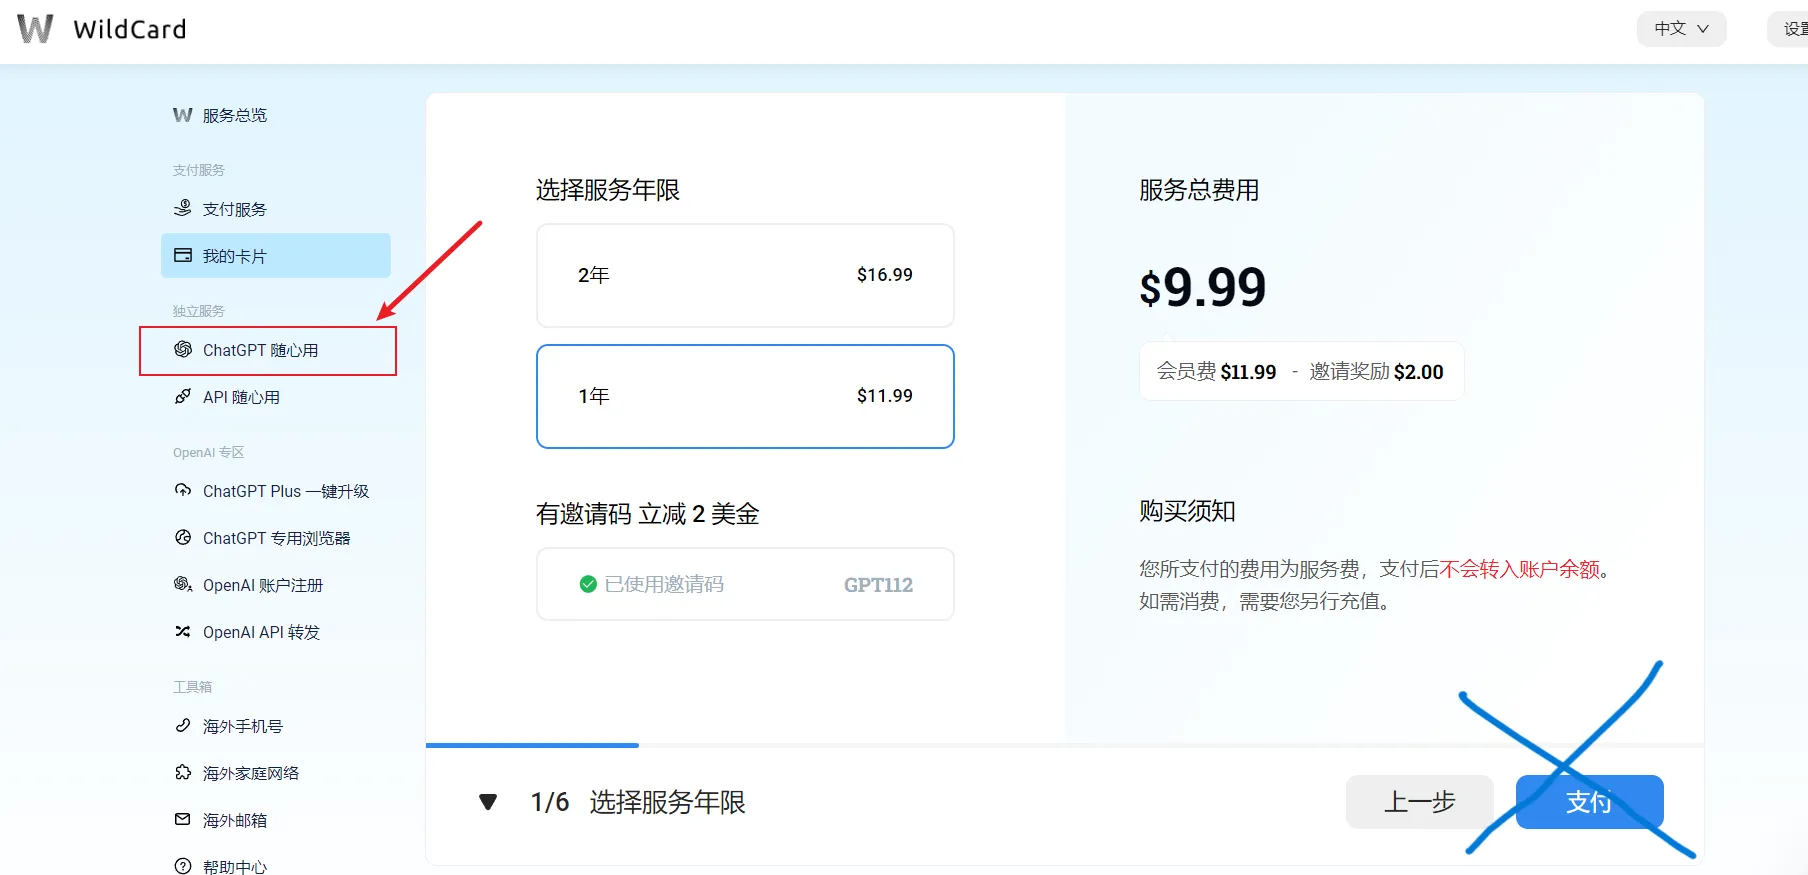 W WildCard
中文
设置
W 服务总览
支付服务
支付服务
我的卡片
独立服务
ChatGPT 随心用
API 随心用
OpenAI 专区
ChatGPT Plus 一键升级
ChatGPT 专用浏览器
OpenAI 账户注册
OpenAI API 转发
工具箱
海外手机号
海外家庭网络
海外邮箱
帮助中心
选择服务年限
2年 $16.99
1年 $11.99
有邀请码 立减 2 美金
已使用邀请码 GPT112
服务总费用
$9.99
会员费 $11.99 - 邀请奖励 $2.00
购买须知
您所支付的费用为服务费，支付后不会转入账户余额。
如需消费，需要您另行充值。
1/6 选择服务年限
上一步
支付